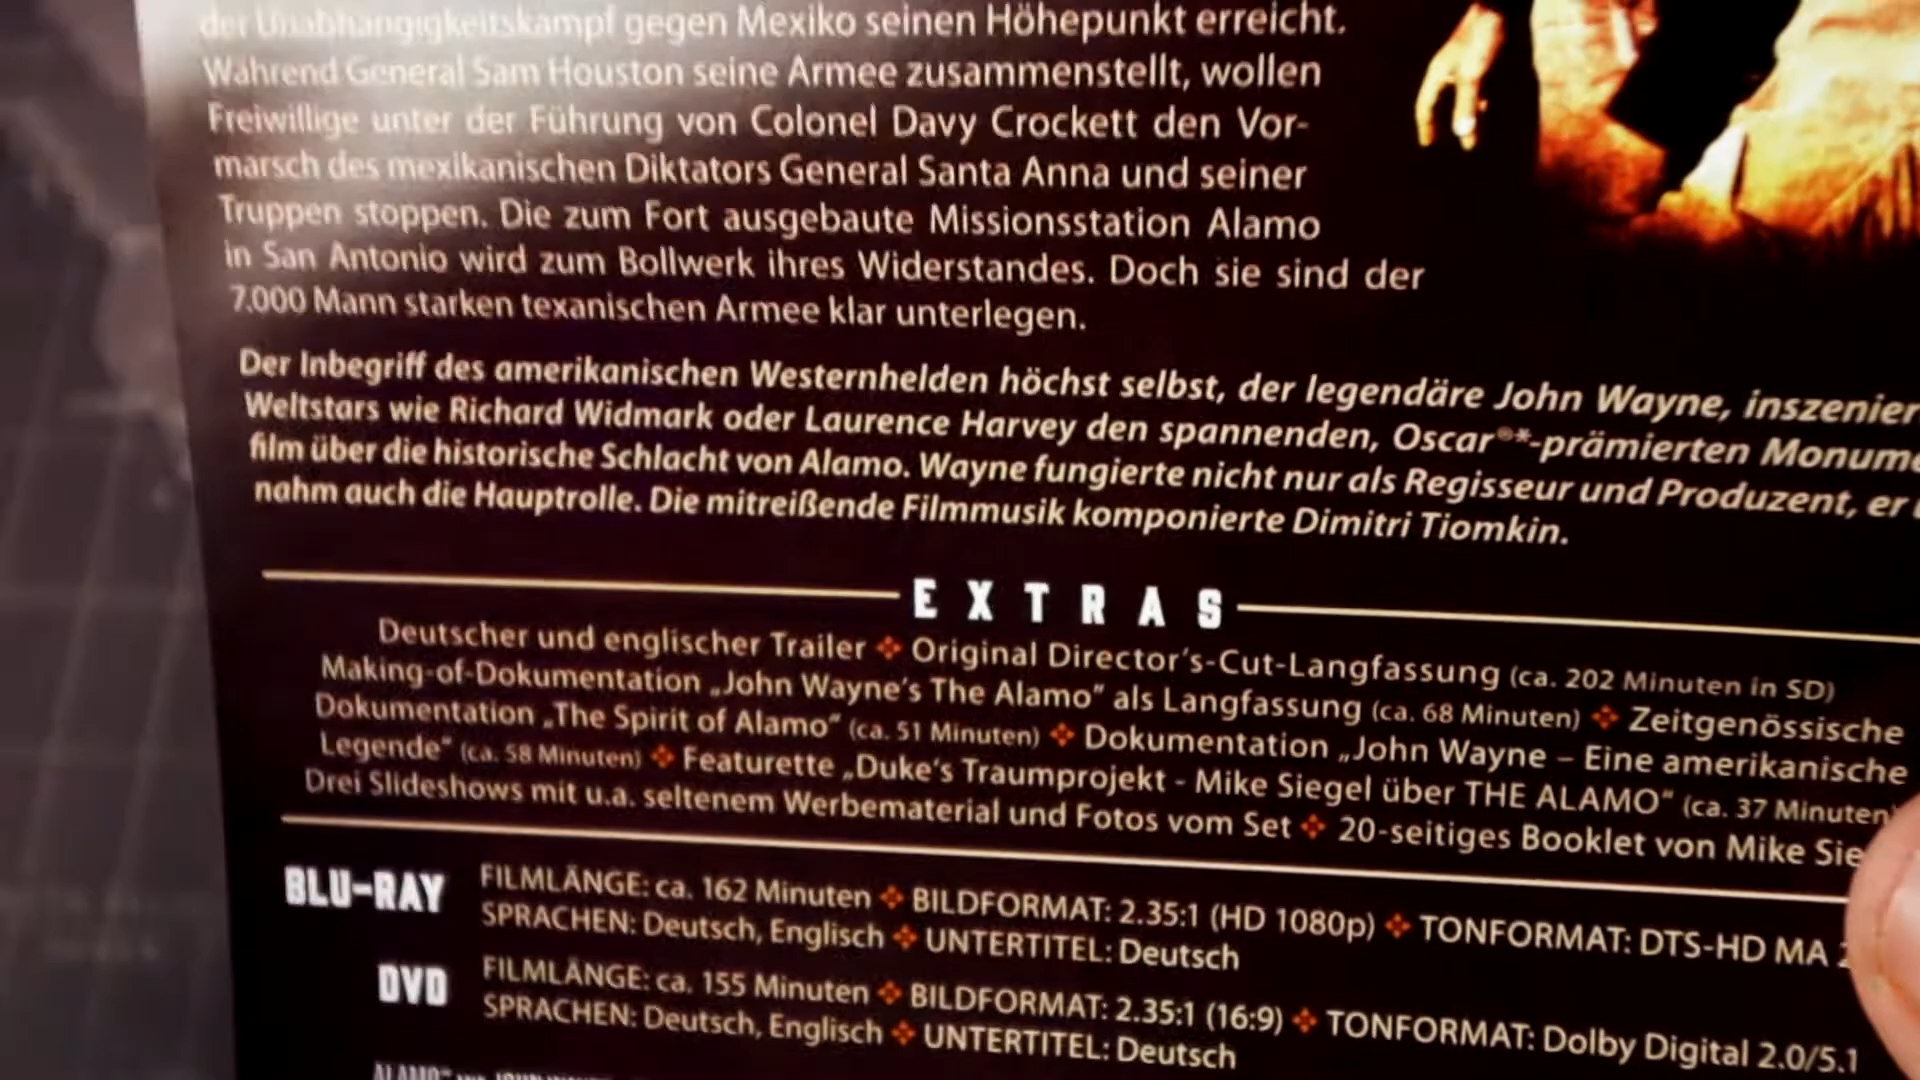 der Unabhängigkeitskampf gegen Mexiko seinen Höhepunkt erreicht.
Während General Sam Houston seine Armee zusammenstellt, wollen
Freiwillige unter der Führung von Colonel Davy Crockett den Vor-
marsch des mexikanischen Diktators General Santa Anna und seiner
Truppen stoppen. Die zum Fort ausgebaute Missionsstation Alamo
in San Antonio wird zum Bollwerk ihres Widerstandes. Doch sie sind der
7.000 Mann starken texanischen Armee klar unterlegen.
Der Inbegriff des amerikanischen Westernhelden höchst selbst, der legendäre John Wayne, inszenier
Weltstars wie Richard Widmark oder Laurence Harvey den spannenden, Oscar®*-prämierten Monume
film über die historische Schlacht von Alamo. Wayne fungierte nicht nur als Regisseur und Produzent, er
nahm auch die Hauptrolle. Die mitreißende Filmmusik komponierte Dimitri Tiomkin.
EXTRAS
Deutscher und englischer Trailer ❖ Original Director's-Cut-Langfassung (ca. 202 Minuten in SD)
Making-of-Dokumentation „John Wayne's The Alamo" als Langfassung (ca. 68 Minuten) ❖ Zeitgenössische
Dokumentation „The Spirit of Alamo" (ca. 51 Minuten) ❖ Dokumentation „John Wayne – Eine amerikanische
Legende" (ca. 58 Minuten) ❖ Featurette „Duke's Traumprojekt - Mike Siegel über THE ALAMO" (ca. 37 Minuten)
Drei Slideshows mit u.a. seltenem Werbematerial und Fotos vom Set ❖ 20-seitiges Booklet von Mike Sie
BLU-RAY FILMLÄNGE: ca. 162 Minuten ❖ BILDFORMAT: 2.35:1 (HD 1080p) ❖ TONFORMAT: DTS-HD MA 2
SPRACHEN: Deutsch, Englisch ❖ UNTERTITEL: Deutsch
DVD FILMLÄNGE: ca. 155 Minuten ❖ BILDFORMAT: 2.35:1 (16:9) ❖ TONFORMAT: Dolby Digital 2.0/5.1
SPRACHEN: Deutsch, Englisch ❖ UNTERTITEL: Deutsch